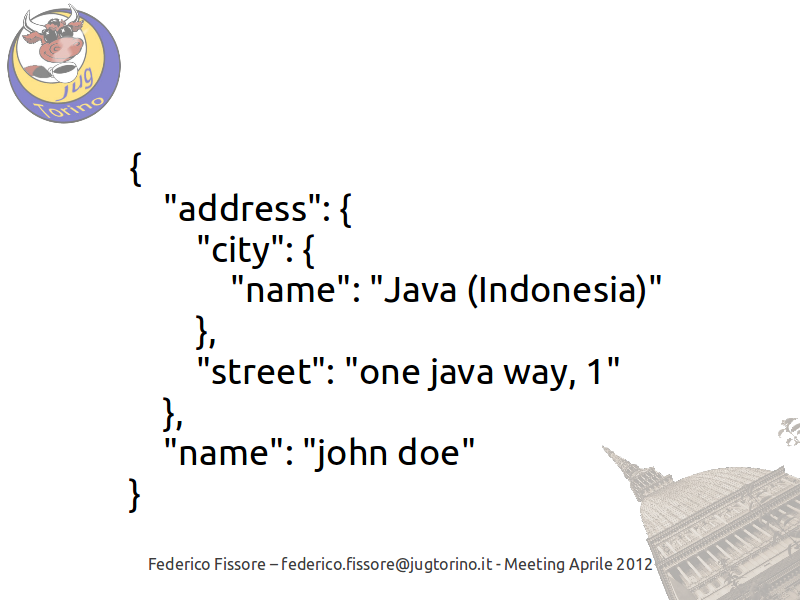 jug
Torino
{
    "address": {
        "city": {
            "name": "Java (Indonesia)"
        },
        "street": "one java way, 1"
    },
    "name": "john doe"
}
Federico Fissore – federico.fissore@jugtorino.it - Meeting Aprile 2012